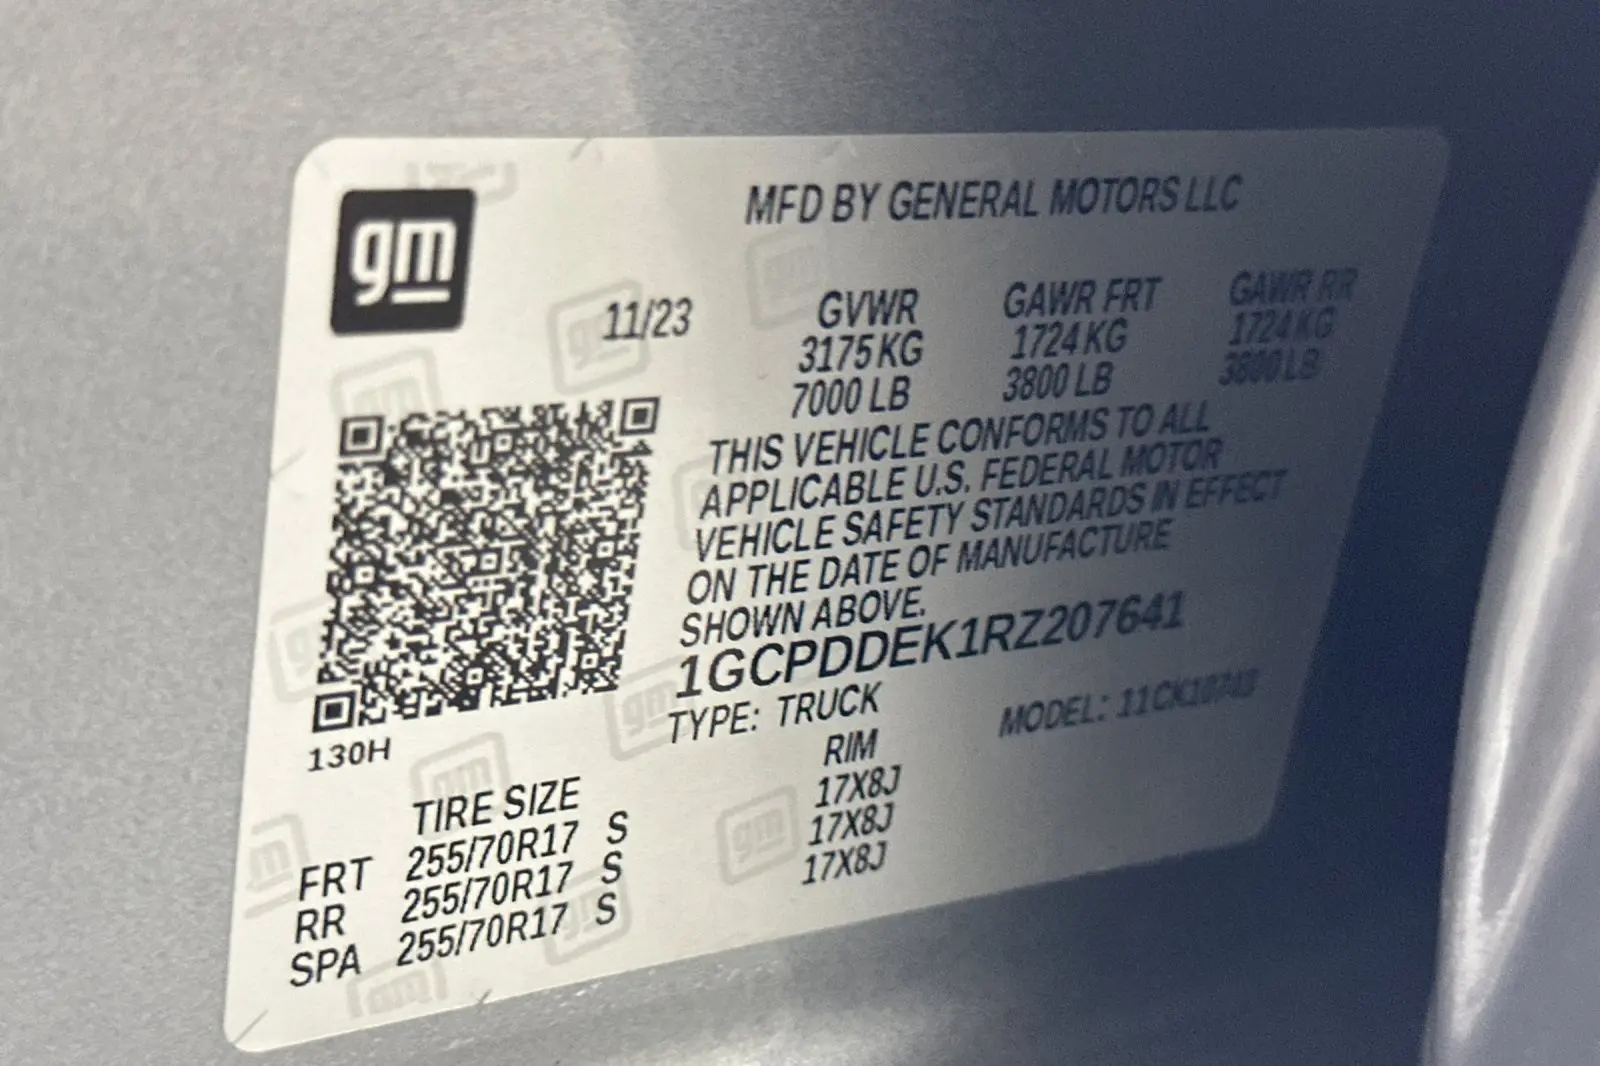 gm
MFD BY GENERAL MOTORS LLC
11/23
GVWR GAWR FRT GAWR RR
3175 KG 1724 KG 1724 KG
7000 LB 3800 LB 3800 LB
THIS VEHICLE CONFORMS TO ALL
APPLICABLE U.S. FEDERAL MOTOR
VEHICLE SAFETY STANDARDS IN EFFECT
ON THE DATE OF MANUFACTURE
SHOWN ABOVE.
1GCPDDEK1RZ207641
TYPE: TRUCK MODEL: 11CK10743
130H
TIRE SIZE RIM
FRT 255/70R17 S 17X8J
RR 255/70R17 S 17X8J
SPA 255/70R17 S 17X8J